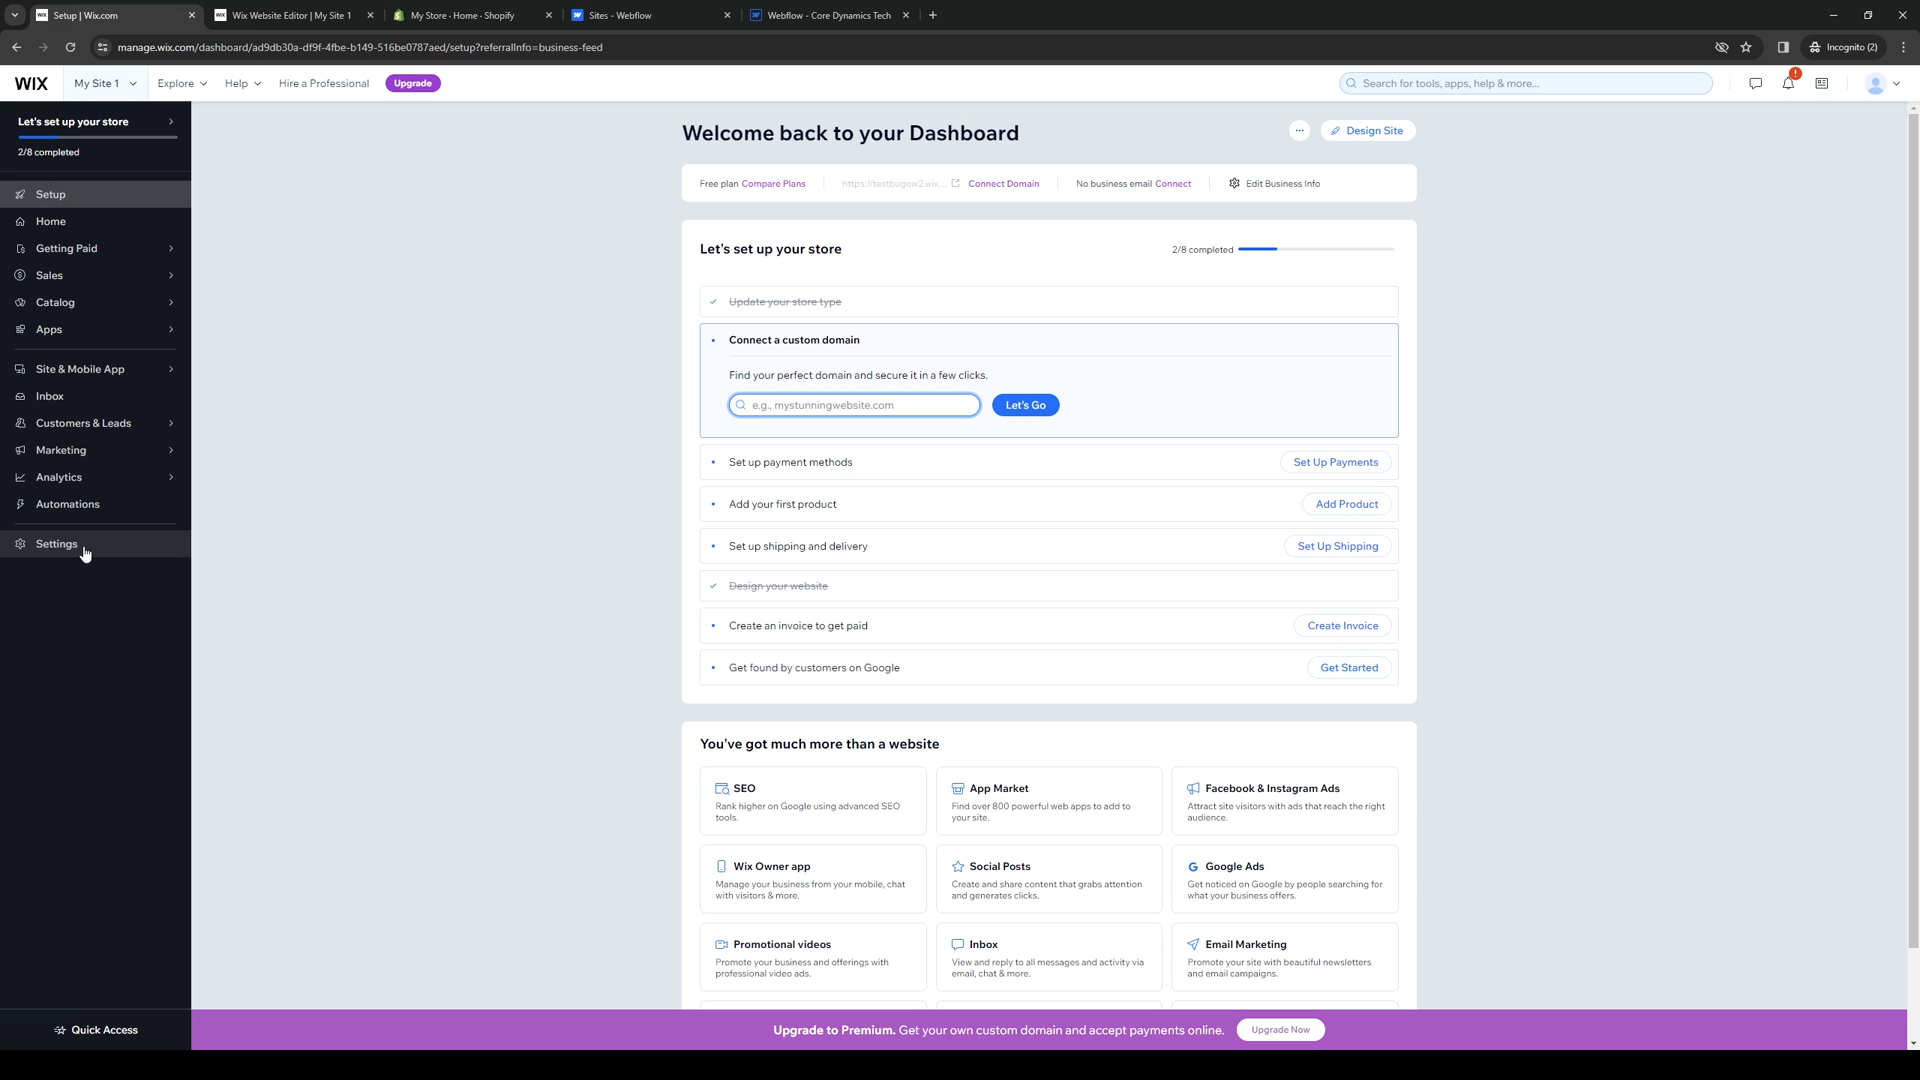 Setup | Wix.com
Wix Website Editor | My Site 1
My Store · Home · Shopify
Sites - Webflow
Webflow - Core Dynamics Tech
manage.wix.com/dashboard/ad9db30a-df9f-4fbe-b149-516be0787aed/setup?referralInfo=business-feed
Incognito (2)
WIX
My Site 1
Explore
Help
Hire a Professional
Upgrade
Search for tools, apps, help & more...
Let's set up your store
2/8 completed
Setup
Home
Getting Paid
Sales
Catalog
Apps
Site & Mobile App
Inbox
Customers & Leads
Marketing
Analytics
Automations
Settings
Quick Access
Welcome back to your Dashboard
Design Site
Free plan Compare Plans
https://testbugow2.wix... Connect Domain
No business email Connect
Edit Business Info
Let's set up your store
2/8 completed
Update your store type
Connect a custom domain
Find your perfect domain and secure it in a few clicks.
e.g., mystunningwebsite.com
Let's Go
Set up payment methods
Set Up Payments
Add your first product
Add Product
Set up shipping and delivery
Set Up Shipping
Design your website
Create an invoice to get paid
Create Invoice
Get found by customers on Google
Get Started
You've got much more than a website
SEO
Rank higher on Google using advanced SEO
tools.
App Market
Find over 800 powerful web apps to add to
your site.
Facebook & Instagram Ads
Attract site visitors with ads that reach the right
audience.
Wix Owner app
Manage your business from your mobile, chat
with visitors & more.
Social Posts
Create and share content that grabs attention
and generates clicks.
Google Ads
Get noticed on Google by people searching for
what your business offers.
Promotional videos
Promote your business and offerings with
professional video ads.
Inbox
View and reply to all messages and activity via
email, chat & more.
Email Marketing
Promote your site with beautiful newsletters
and email campaigns.
Upgrade to Premium. Get your own custom domain and accept payments online.
Upgrade Now